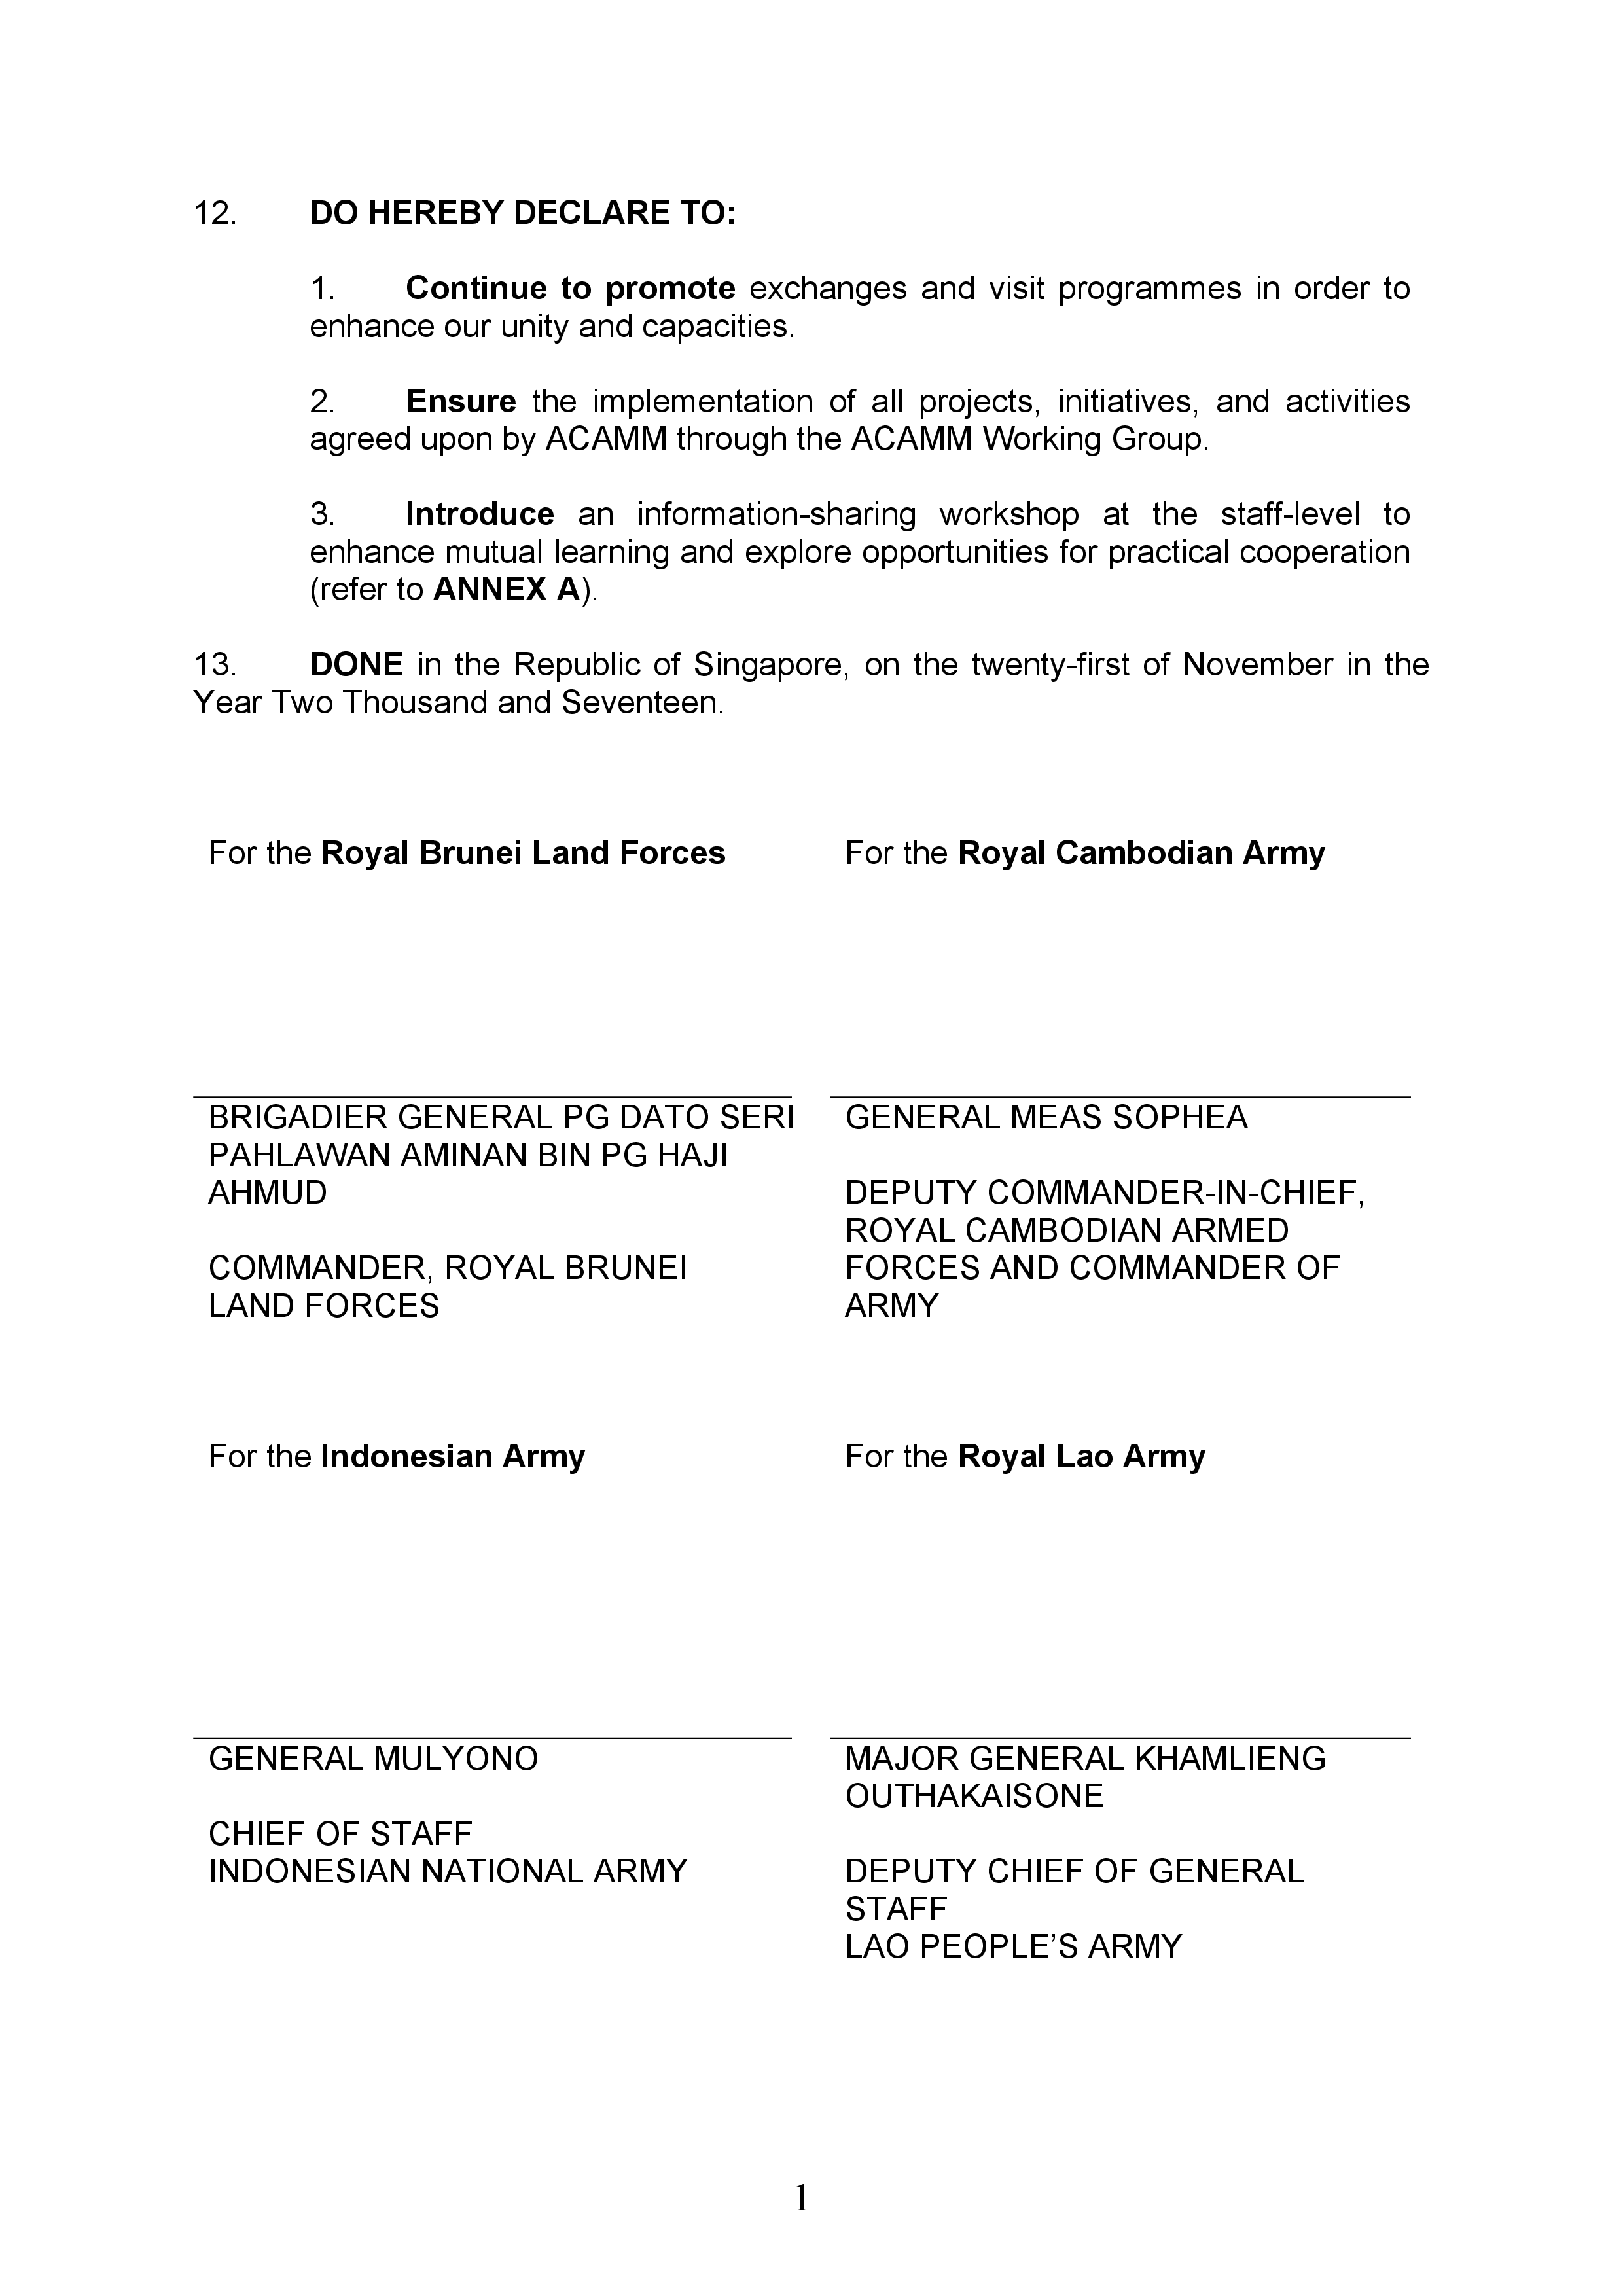 12. DO HEREBY DECLARE TO:
1. Continue to promote exchanges and visit programmes in order to
enhance our unity and capacities.
2. Ensure the implementation of all projects, initiatives, and activities
agreed upon by ACAMM through the ACAMM Working Group.
3. Introduce an information-sharing workshop at the staff-level to
enhance mutual learning and explore opportunities for practical cooperation
(refer to ANNEX A).
13. DONE in the Republic of Singapore, on the twenty-first of November in the
Year Two Thousand and Seventeen.
For the Royal Brunei Land Forces
BRIGADIER GENERAL PG DATO SERI
PAHLAWAN AMINAN BIN PG HAJI
AHMUD
COMMANDER, ROYAL BRUNEI
LAND FORCES
For the Royal Cambodian Army
GENERAL MEAS SOPHEA
DEPUTY COMMANDER-IN-CHIEF,
ROYAL CAMBODIAN ARMED
FORCES AND COMMANDER OF
ARMY
For the Indonesian Army
GENERAL MULYONO
CHIEF OF STAFF
INDONESIAN NATIONAL ARMY
For the Royal Lao Army
MAJOR GENERAL KHAMLIENG
OUTHAKAISONE
DEPUTY CHIEF OF GENERAL
STAFF
LAO PEOPLE’S ARMY
1